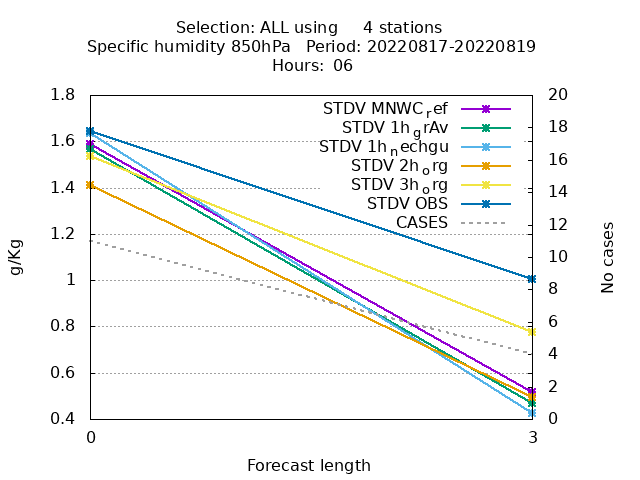 Selection: ALL using     4 stations
Specific humidity 850hPa   Period: 20220817-20220819
Hours:  06
1.8
1.6
1.4
1.2
1
0.8
0.6
0.4
g/Kg
STDV MNWC_ref
STDV 1h_grAv
STDV 1h_nechgu
STDV 2h_org
STDV 3h_org
STDV OBS
CASES
20
18
16
14
12
10
8
6
4
2
0
No cases
0
3
Forecast length